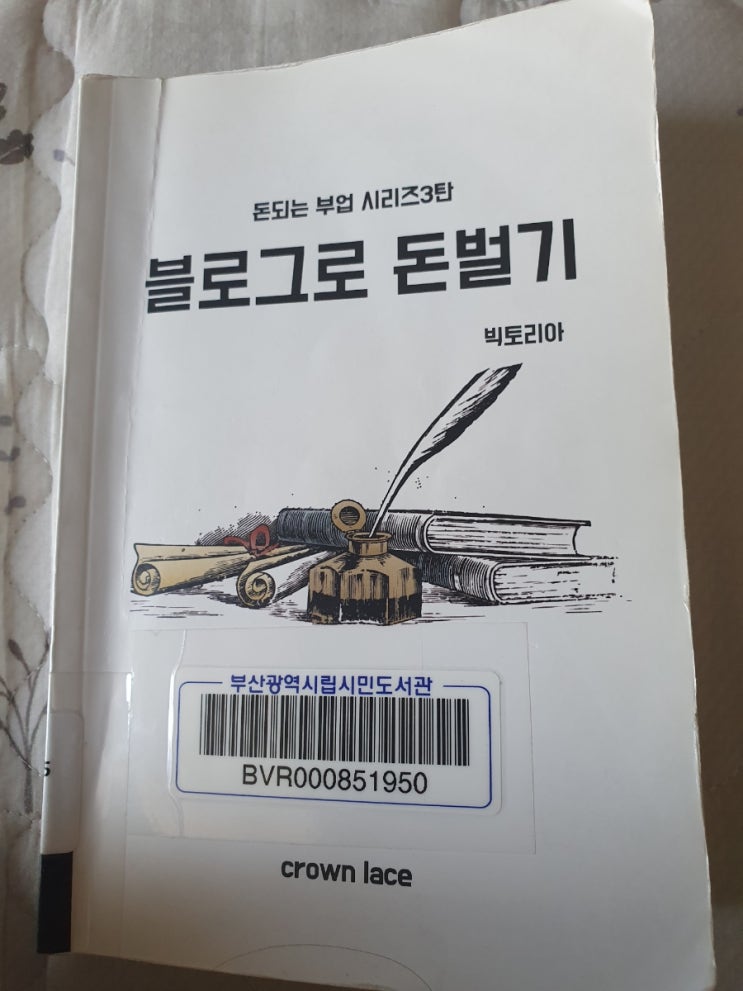 돈되는 부업 시리즈3탄
블로그로 돈벌기
빅토리아
부산광역시립시민도서관
BVR000851950
5
crown lace